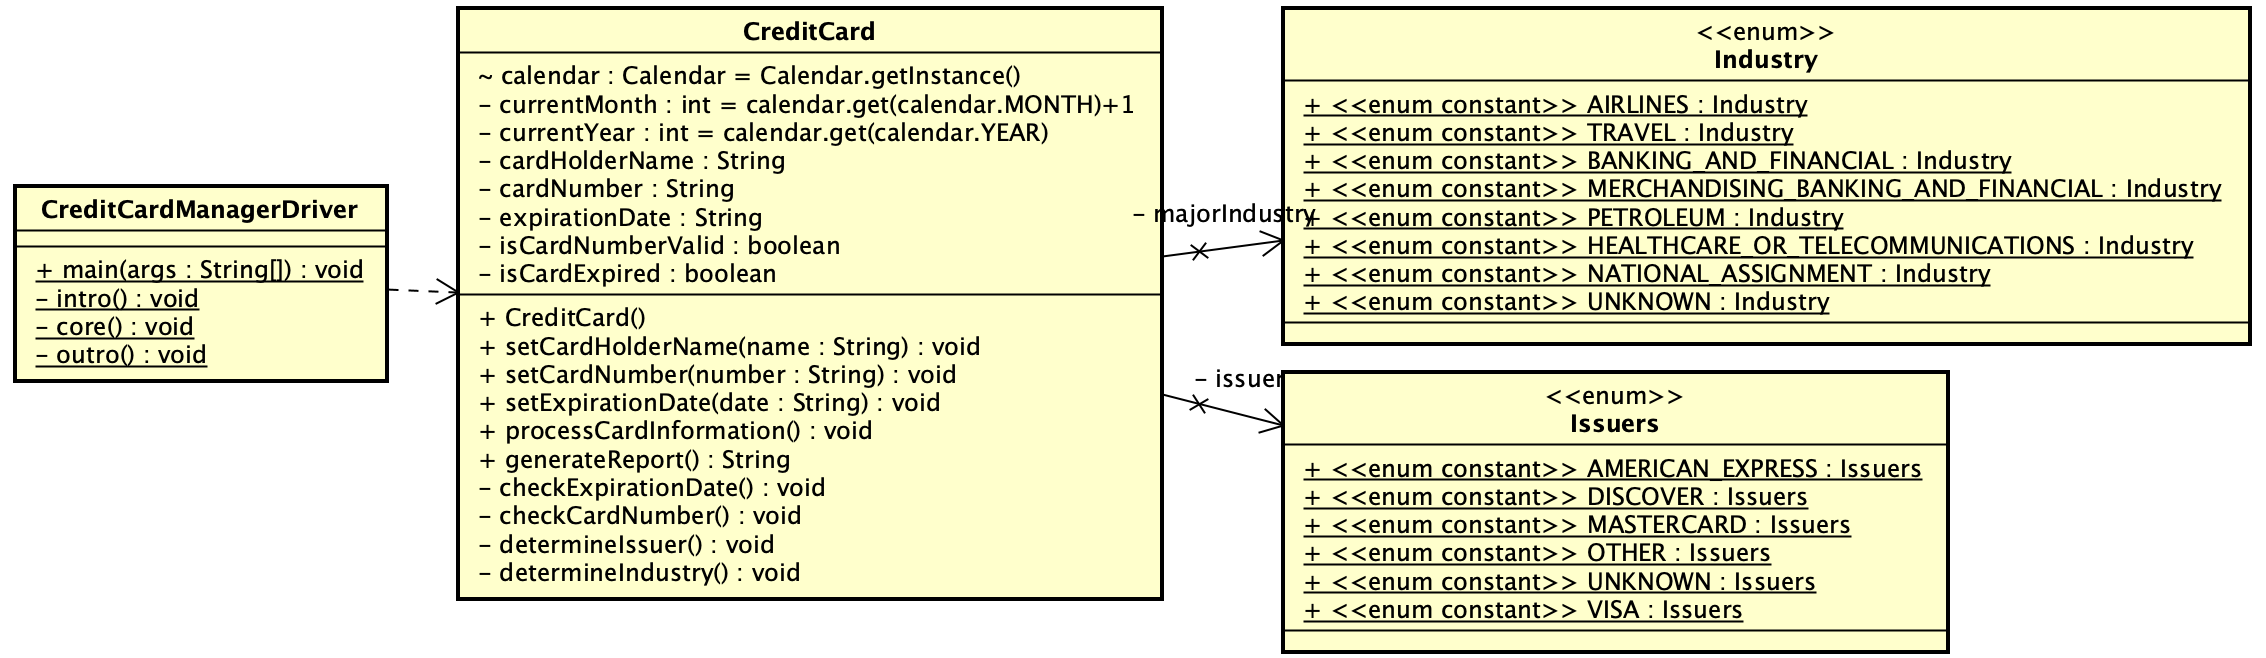 CreditCardManagerDriver
+ main(args : String[]) : void
– intro() : void
– core() : void
– outro() : void
CreditCard
~ calendar : Calendar = Calendar.getInstance()
– currentMonth : int = calendar.get(calendar.MONTH)+1
– currentYear : int = calendar.get(calendar.YEAR)
– cardHolderName : String
– cardNumber : String
– expirationDate : String
– isCardNumberValid : boolean
– isCardExpired : boolean
+ CreditCard()
+ setCardHolderName(name : String) : void
+ setCardNumber(number : String) : void
+ setExpirationDate(date : String) : void
+ processCardInformation() : void
+ generateReport() : String
– checkExpirationDate() : void
– checkCardNumber() : void
– determineIssuer() : void
– determineIndustry() : void
– majorIndustry
– issuer
<<enum>>
Industry
+ <<enum constant>> AIRLINES : Industry
+ <<enum constant>> TRAVEL : Industry
+ <<enum constant>> BANKING_AND_FINANCIAL : Industry
+ <<enum constant>> MERCHANDISING_BANKING_AND_FINANCIAL : Industry
+ <<enum constant>> PETROLEUM : Industry
+ <<enum constant>> HEALTHCARE_OR_TELECOMMUNICATIONS : Industry
+ <<enum constant>> NATIONAL_ASSIGNMENT : Industry
+ <<enum constant>> UNKNOWN : Industry
<<enum>>
Issuers
+ <<enum constant>> AMERICAN_EXPRESS : Issuers
+ <<enum constant>> DISCOVER : Issuers
+ <<enum constant>> MASTERCARD : Issuers
+ <<enum constant>> OTHER : Issuers
+ <<enum constant>> UNKNOWN : Issuers
+ <<enum constant>> VISA : Issuers